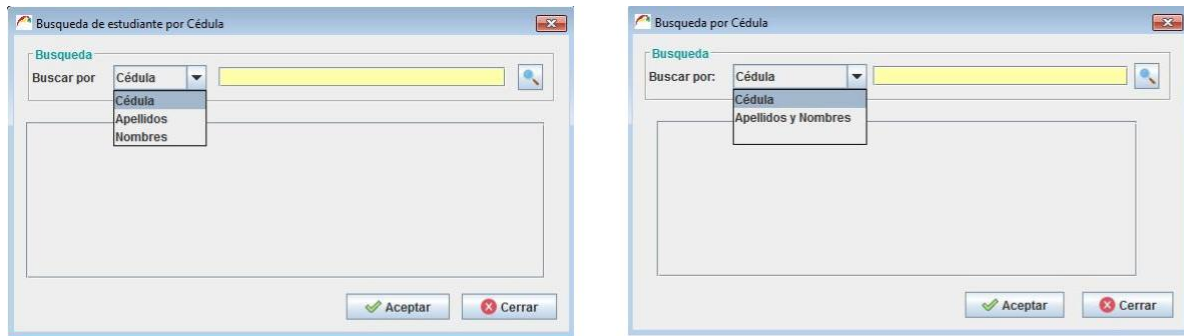 Busqueda de estudiante por Cédula
Busqueda
Buscar por Cédula
Cédula
Apellidos
Nombres
Aceptar Cerrar
Busqueda por Cédula
Busqueda
Buscar por: Cédula
Cédula
Apellidos y Nombres
Aceptar Cerrar